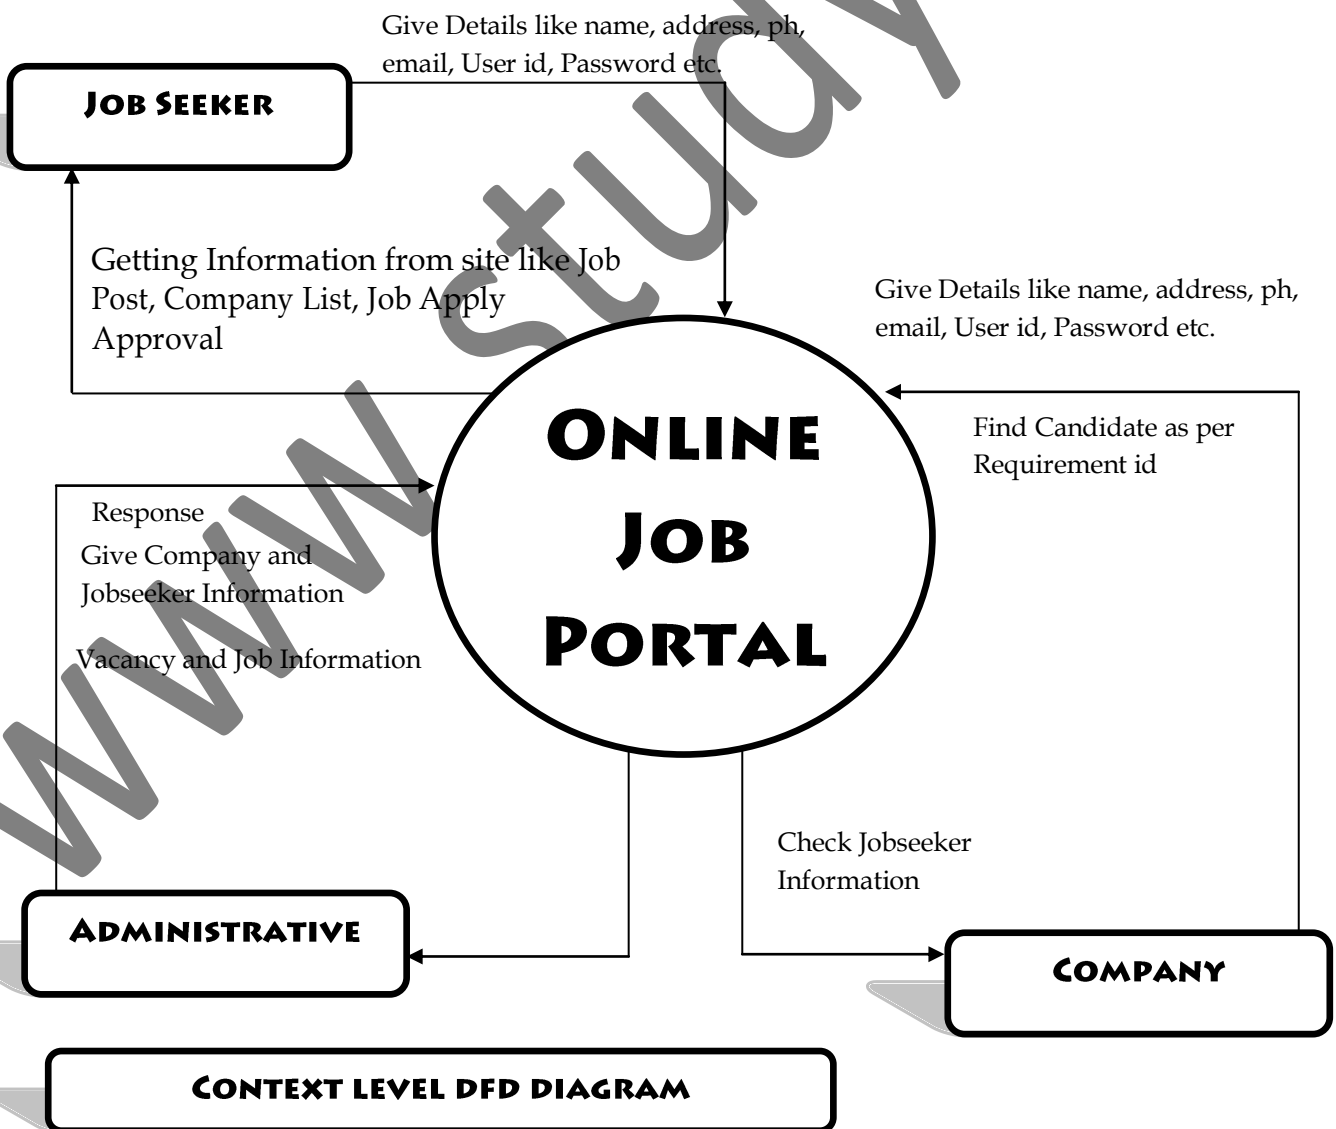 Give Details like name, address, ph,
email, User id, Password etc.
JOB SEEKER
Getting Information from site like Job
Post, Company List, Job Apply
Approval
Give Details like name, address, ph,
email, User id, Password etc.
ONLINE
JOB
PORTAL
Find Candidate as per
Requirement id
Response
Give Company and
Jobseeker Information
Vacancy and Job Information
Check Jobseeker
Information
ADMINISTRATIVE
COMPANY
CONTEXT LEVEL DFD DIAGRAM
www study